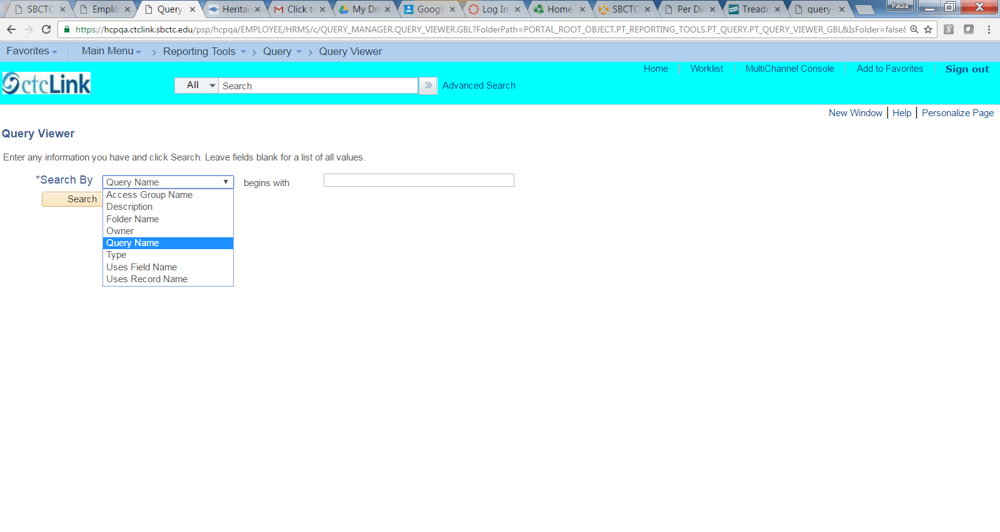 SBCTC Emplo Query Herita Click to My Dr Google Log In Home SBCTC Per Die Treadm query- Paula
https://hcpqa.ctclink.sbctc.edu/psp/hcpqa/EMPLOYEE/HRMS/c/QUERY_MANAGER.QUERY_VIEWER.GBL?FolderPath=PORTAL_ROOT_OBJECT.PT_REPORTING_TOOLS.PT_QUERY.PT_QUERY_VIEWER_GBL&IsFolder=false&
Favorites Main Menu > Reporting Tools > Query > Query Viewer
Home Worklist MultiChannel Console Add to Favorites Sign out
ctcLink All Search » Advanced Search
New Window | Help | Personalize Page
Query Viewer
Enter any information you have and click Search. Leave fields blank for a list of all values.
*Search By Query Name begins with
Search
Access Group Name
Description
Folder Name
Owner
Query Name
Type
Uses Field Name
Uses Record Name